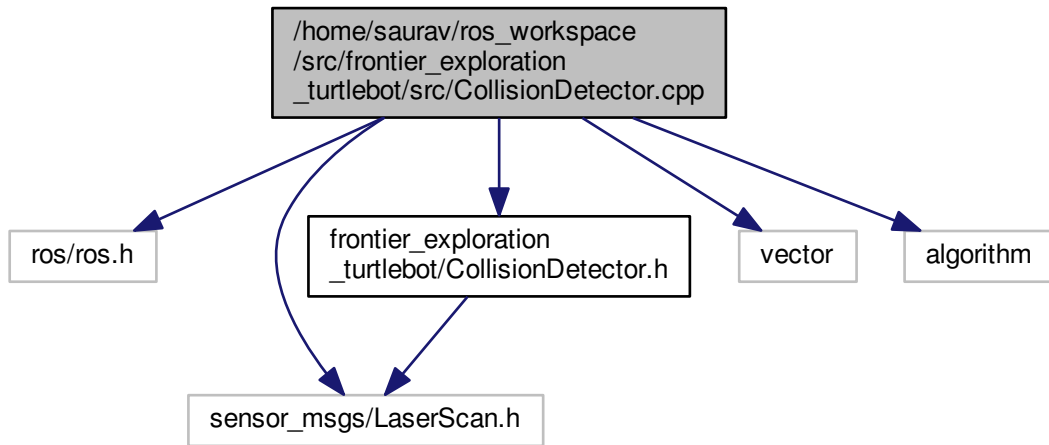 /home/saurav/ros_workspace
/src/frontier_exploration
_turtlebot/src/CollisionDetector.cpp
ros/ros.h
frontier_exploration
_turtlebot/CollisionDetector.h
vector
algorithm
sensor_msgs/LaserScan.h